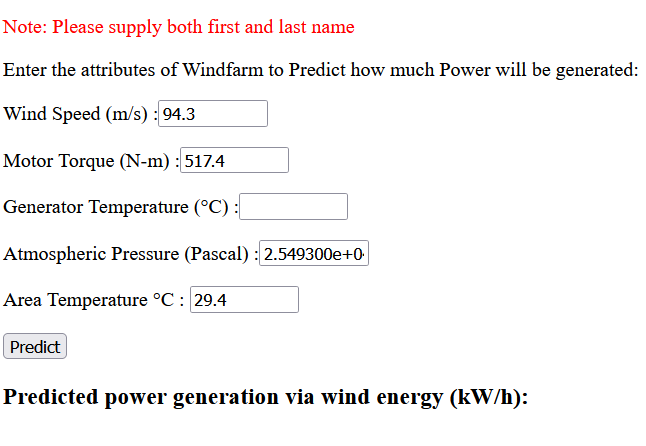 Note: Please supply both first and last name
Enter the attributes of Windfarm to Predict how much Power will be generated:
Wind Speed (m/s) : 94.3
Motor Torque (N-m) : 517.4
Generator Temperature (°C) :
Atmospheric Pressure (Pascal) : 2.549300e+0
Area Temperature °C : 29.4
Predict
Predicted power generation via wind energy (kW/h):